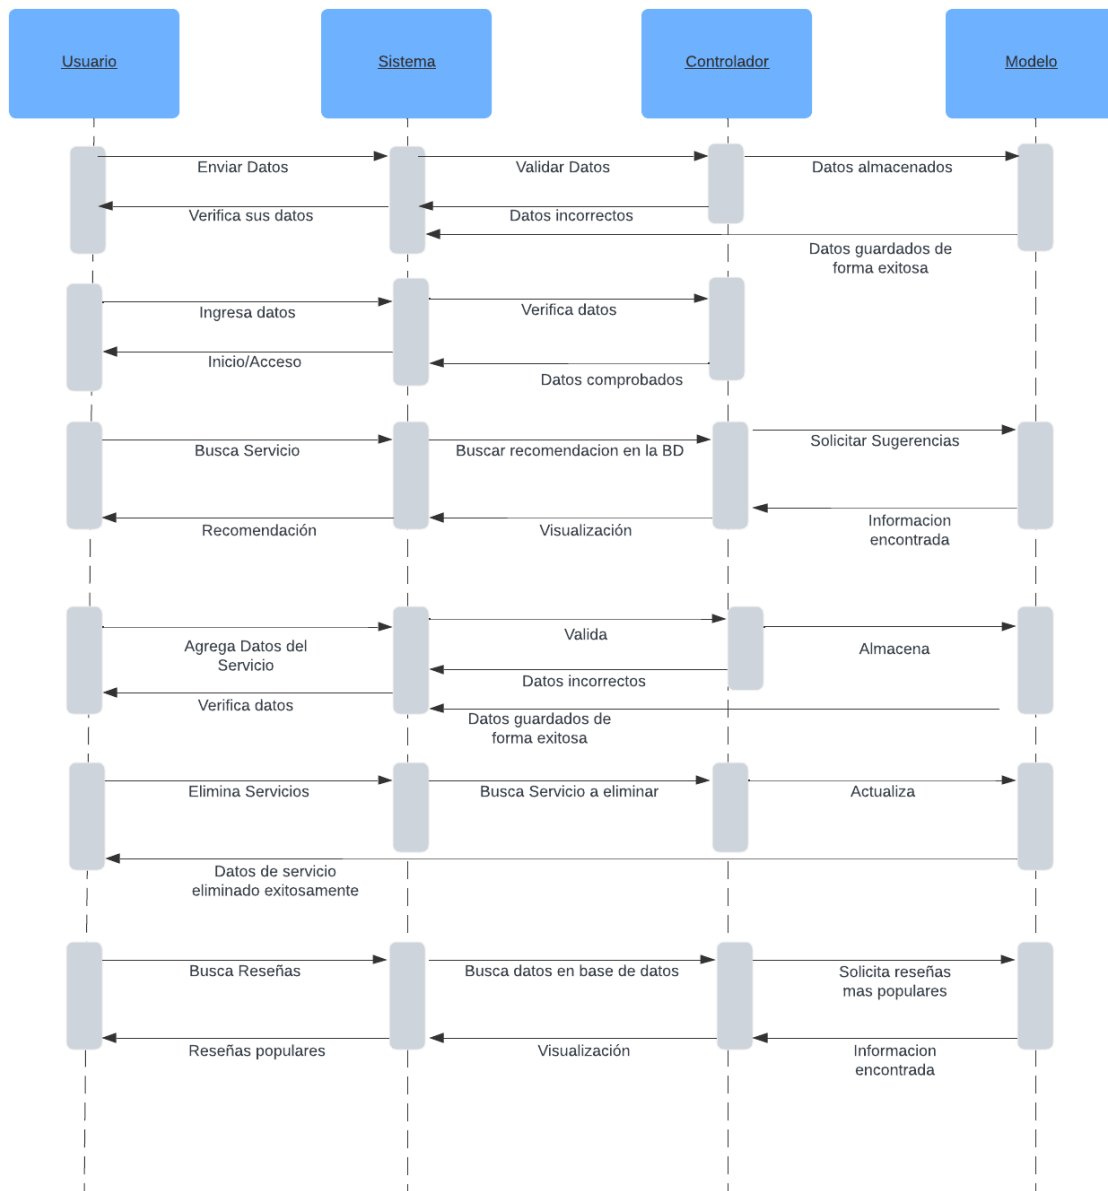 Usuario
Sistema
Controlador
Modelo
Enviar Datos
Validar Datos
Datos almacenados
Verifica sus datos
Datos incorrectos
Datos guardados de
forma exitosa
Ingresa datos
Verifica datos
Inicio/Acceso
Datos comprobados
Busca Servicio
Buscar recomendacion en la BD
Solicitar Sugerencias
Recomendación
Visualización
Informacion
encontrada
Agrega Datos del
Servicio
Valida
Almacena
Datos incorrectos
Verifica datos
Datos guardados de
forma exitosa
Elimina Servicios
Busca Servicio a eliminar
Actualiza
Datos de servicio
eliminado exitosamente
Busca Reseñas
Busca datos en base de datos
Solicita reseñas
mas populares
Reseñas populares
Visualización
Informacion
encontrada